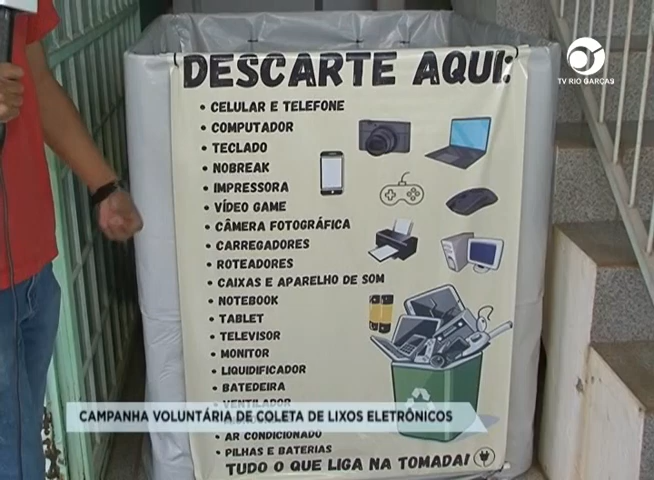 DESCARTE AQUI:
• CELULAR E TELEFONE
• COMPUTADOR
• TECLADO
• NOBREAK
• IMPRESSORA
• VÍDEO GAME
• CÂMERA FOTOGRÁFICA
• CARREGADORES
• ROTEADORES
• CAIXAS E APARELHO DE SOM
• NOTEBOOK
• TABLET
• TELEVISOR
• MONITOR
• LIQUIDIFICADOR
• BATEDEIRA
• VENTILADOR
• AR CONDICIONADO
• PILHAS E BATERIAS
TUDO O QUE LIGA NA TOMADA!
TV RIO GARÇAS
CAMPANHA VOLUNTÁRIA DE COLETA DE LIXOS ELETRÔNICOS